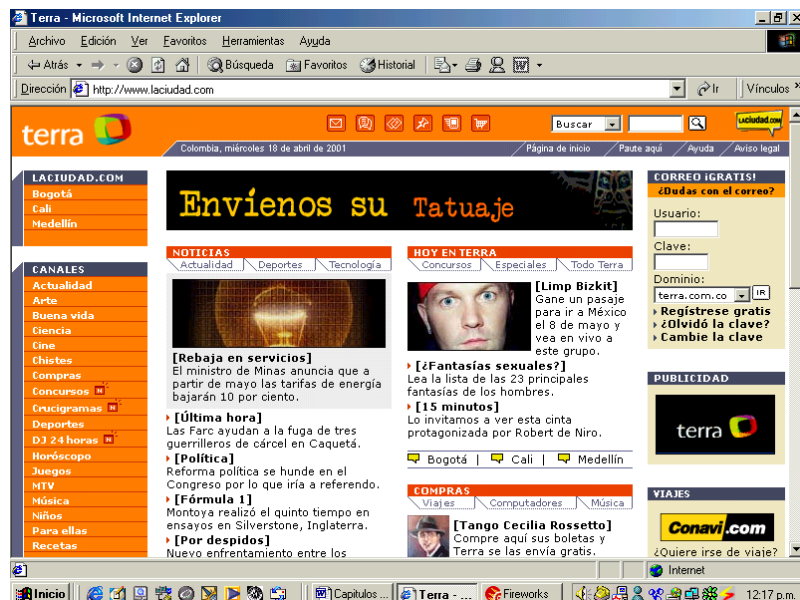 Terra - Microsoft Internet Explorer
Archivo Edición Ver Favoritos Herramientas Ayuda
Atrás Búsqueda Favoritos Historial
Dirección http://www.laciudad.com Ir Vínculos »
terra Buscar LaCiudad.com
Colombia, miércoles 18 de abril de 2001 Página de inicio Paute aquí Ayuda Aviso legal
LACIUDAD.COM
Bogotá
Cali
Medellín
CANALES
Actualidad
Arte
Buena vida
Ciencia
Cine
Chistes
Compras
Concursos N
Crucigramas N
Deportes
DJ 24 horas N
Horóscopo
Juegos
MTV
Música
Niños
Para ellas
Recetas
Envíenos su Tatuaje
NOTICIAS
Actualidad Deportes Tecnología
[Rebaja en servicios]
El ministro de Minas anuncia que a
partir de mayo las tarifas de energía
bajarán 10 por ciento.
[Última hora]
Las Farc ayudan a la fuga de tres
guerrilleros de cárcel en Caquetá.
[Política]
Reforma política se hunde en el
Congreso por lo que iría a referendo.
[Fórmula 1]
Montoya realizó el quinto tiempo en
ensayos en Silverstone, Inglaterra.
[Por despidos]
Nuevo enfrentamiento entre los
HOY EN TERRA
Concursos Especiales Todo Terra
[Limp Bizkit]
Gane un pasaje
para ir a México
el 8 de mayo y
vea en vivo a
este grupo.
[¿Fantasías sexuales?]
Lea la lista de las 23 principales
fantasías de los hombres.
[15 minutos]
Lo invitamos a ver esta cinta
protagonizada por Robert de Niro.
Bogotá | Cali | Medellín
COMPRAS
Viajes Computadores Música
[Tango Cecilia Rossetto]
Compre aquí sus boletas y
Terra se las envía gratis.
CORREO ¡GRATIS!
¿Dudas con el correo?
Usuario:
Clave:
Dominio:
terra.com.co IR
Regístrese gratis
¿Olvidó la clave?
Cambie la clave
PUBLICIDAD
terra
VIAJES
Conavi.com
¿Quiere irse de viaje?
Internet
Inicio Capitulos ... Terra - ... Fireworks 12:17 p.m.